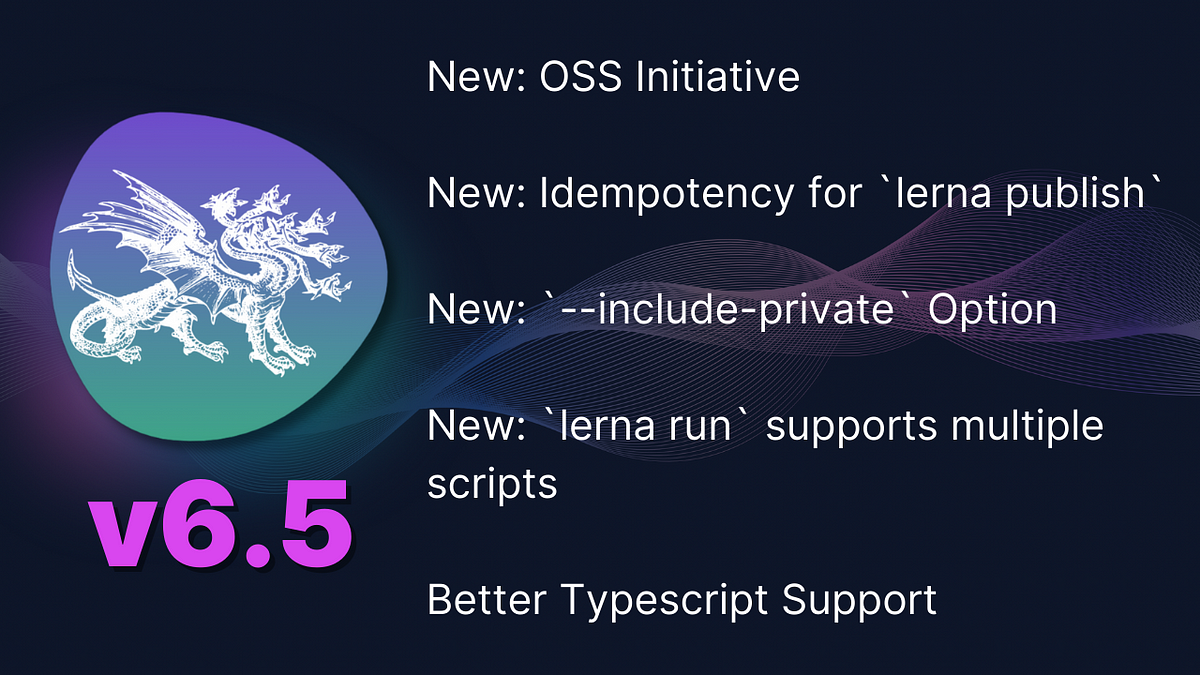 New: OSS Initiative
New: Idempotency for `lerna publish`
New: `--include-private` Option
New: `lerna run` supports multiple
scripts
Better Typescript Support
v6.5